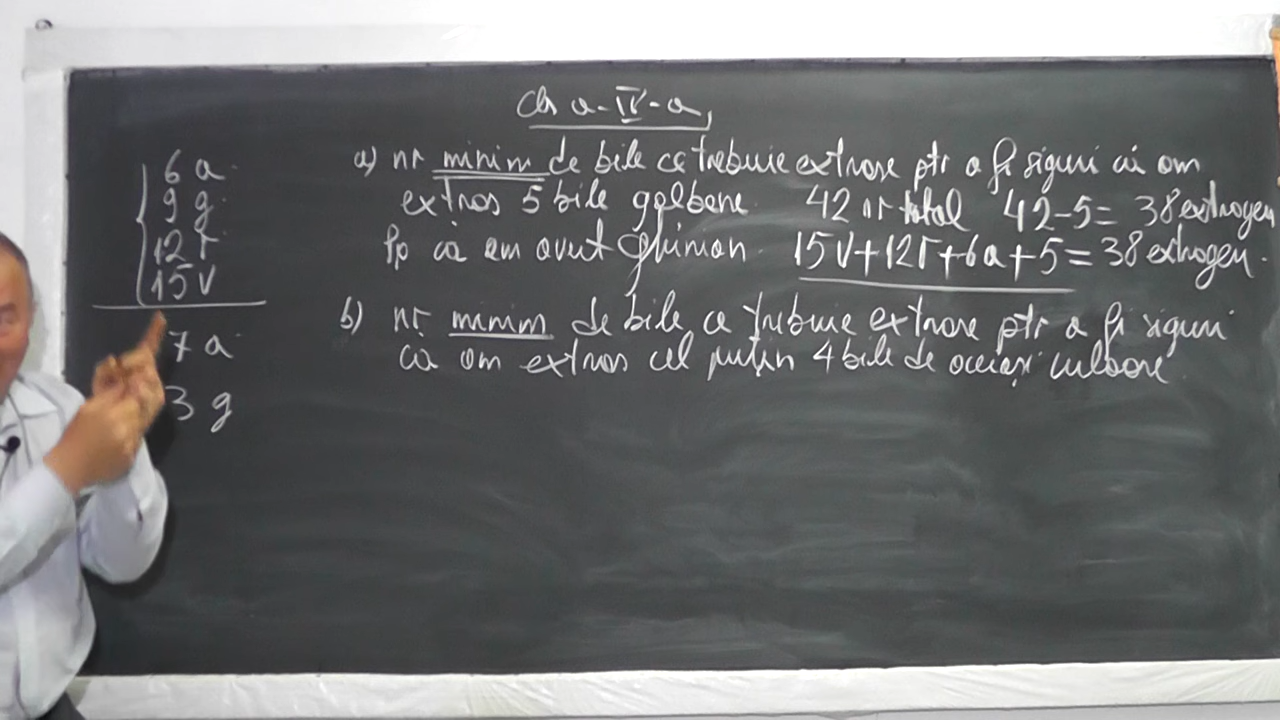 cls a-IV-a,
6 a
9 g
12 r
15 V
7 a
3 g
a) nr minim de bile ce trebuie extrase ptr a fi siguri că am
extras 5 bile galbene. 42 nr total 42-5= 38 extrageri
Pp că am avut ghinion. 15V+12r+6a+5=38 extrageri.
b) nr minim de bile, ce trebuie extrase ptr a fi siguri
că am extras cel puțin 4 bile de aceiași culoare